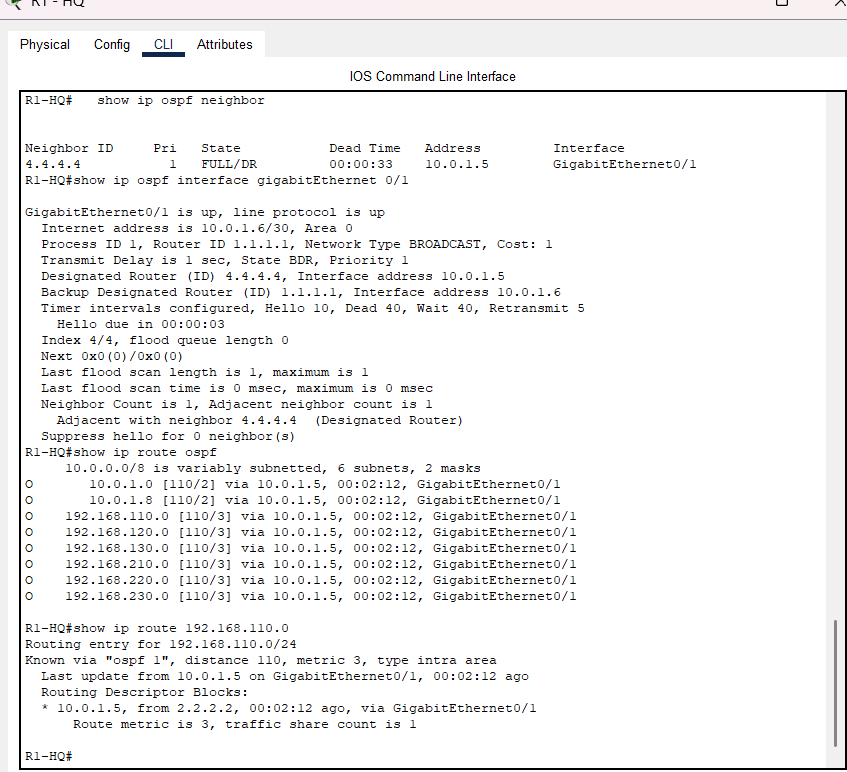 R1 - HQ
Physical Config CLI Attributes
IOS Command Line Interface
R1-HQ#   show ip ospf neighbor
Neighbor ID     Pri   State           Dead Time   Address         Interface
4.4.4.4           1   FULL/DR         00:00:33    10.0.1.5        GigabitEthernet0/1
R1-HQ#show ip ospf interface gigabitEthernet 0/1
GigabitEthernet0/1 is up, line protocol is up
  Internet address is 10.0.1.6/30, Area 0
  Process ID 1, Router ID 1.1.1.1, Network Type BROADCAST, Cost: 1
  Transmit Delay is 1 sec, State BDR, Priority 1
  Designated Router (ID) 4.4.4.4, Interface address 10.0.1.5
  Backup Designated Router (ID) 1.1.1.1, Interface address 10.0.1.6
  Timer intervals configured, Hello 10, Dead 40, Wait 40, Retransmit 5
    Hello due in 00:00:03
  Index 4/4, flood queue length 0
  Next 0x0(0)/0x0(0)
  Last flood scan length is 1, maximum is 1
  Last flood scan time is 0 msec, maximum is 0 msec
  Neighbor Count is 1, Adjacent neighbor count is 1
    Adjacent with neighbor 4.4.4.4  (Designated Router)
  Suppress hello for 0 neighbor(s)
R1-HQ#show ip route ospf
     10.0.0.0/8 is variably subnetted, 6 subnets, 2 masks
O       10.0.1.0 [110/2] via 10.0.1.5, 00:02:12, GigabitEthernet0/1
O       10.0.1.8 [110/2] via 10.0.1.5, 00:02:12, GigabitEthernet0/1
O    192.168.110.0 [110/3] via 10.0.1.5, 00:02:12, GigabitEthernet0/1
O    192.168.120.0 [110/3] via 10.0.1.5, 00:02:12, GigabitEthernet0/1
O    192.168.130.0 [110/3] via 10.0.1.5, 00:02:12, GigabitEthernet0/1
O    192.168.210.0 [110/3] via 10.0.1.5, 00:02:12, GigabitEthernet0/1
O    192.168.220.0 [110/3] via 10.0.1.5, 00:02:12, GigabitEthernet0/1
O    192.168.230.0 [110/3] via 10.0.1.5, 00:02:12, GigabitEthernet0/1
R1-HQ#show ip route 192.168.110.0
Routing entry for 192.168.110.0/24
Known via "ospf 1", distance 110, metric 3, type intra area
  Last update from 10.0.1.5 on GigabitEthernet0/1, 00:02:12 ago
  Routing Descriptor Blocks:
  * 10.0.1.5, from 2.2.2.2, 00:02:12 ago, via GigabitEthernet0/1
      Route metric is 3, traffic share count is 1
R1-HQ#